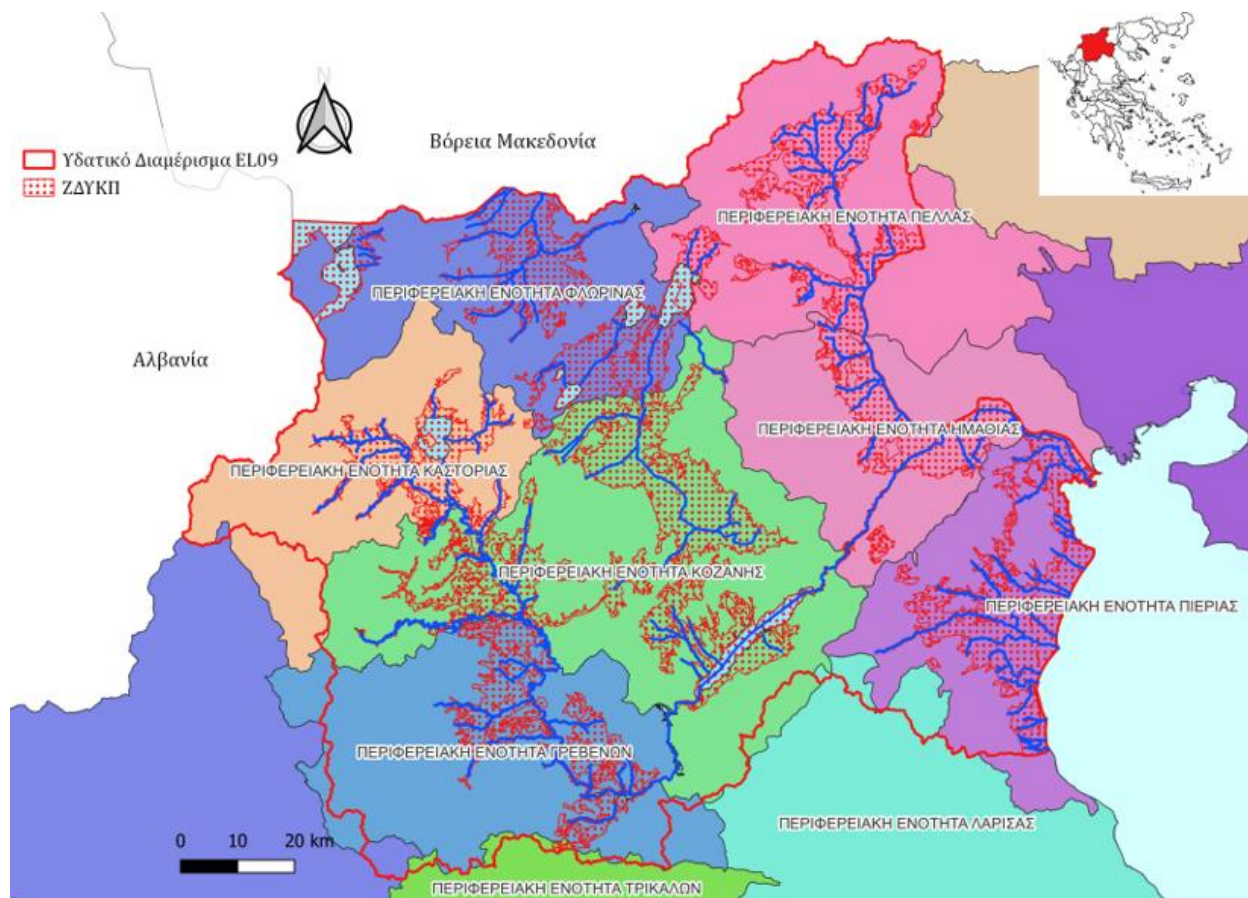 N
Βόρεια Μακεδονία
Υδατικό Διαμέρισμα EL09
ΖΔΥΚΠ
ΠΕΡΙΦΕΡΕΙΑΚΗ ΕΝΟΤΗΤΑ ΠΕΛΛΑΣ
ΠΕΡΙΦΕΡΕΙΑΚΗ ΕΝΟΤΗΤΑ ΦΛΩΡΙΝΑΣ
Αλβανία
ΠΕΡΙΦΕΡΕΙΑΚΗ ΕΝΟΤΗΤΑ ΗΜΑΘΙΑΣ
ΠΕΡΙΦΕΡΕΙΑΚΗ ΕΝΟΤΗΤΑ ΚΑΣΤΟΡΙΑΣ
ΠΕΡΙΦΕΡΕΙΑΚΗ ΕΝΟΤΗΤΑ ΚΟΖΑΝΗΣ
ΠΕΡΙΦΕΡΕΙΑΚΗ ΕΝΟΤΗΤΑ ΠΙΕΡΙΑΣ
ΠΕΡΙΦΕΡΕΙΑΚΗ ΕΝΟΤΗΤΑ ΓΡΕΒΕΝΩΝ
ΠΕΡΙΦΕΡΕΙΑΚΗ ΕΝΟΤΗΤΑ ΛΑΡΙΣΑΣ
0 10 20 km
ΠΕΡΙΦΕΡΕΙΑΚΗ ΕΝΟΤΗΤΑ ΤΡΙΚΑΛΩΝ